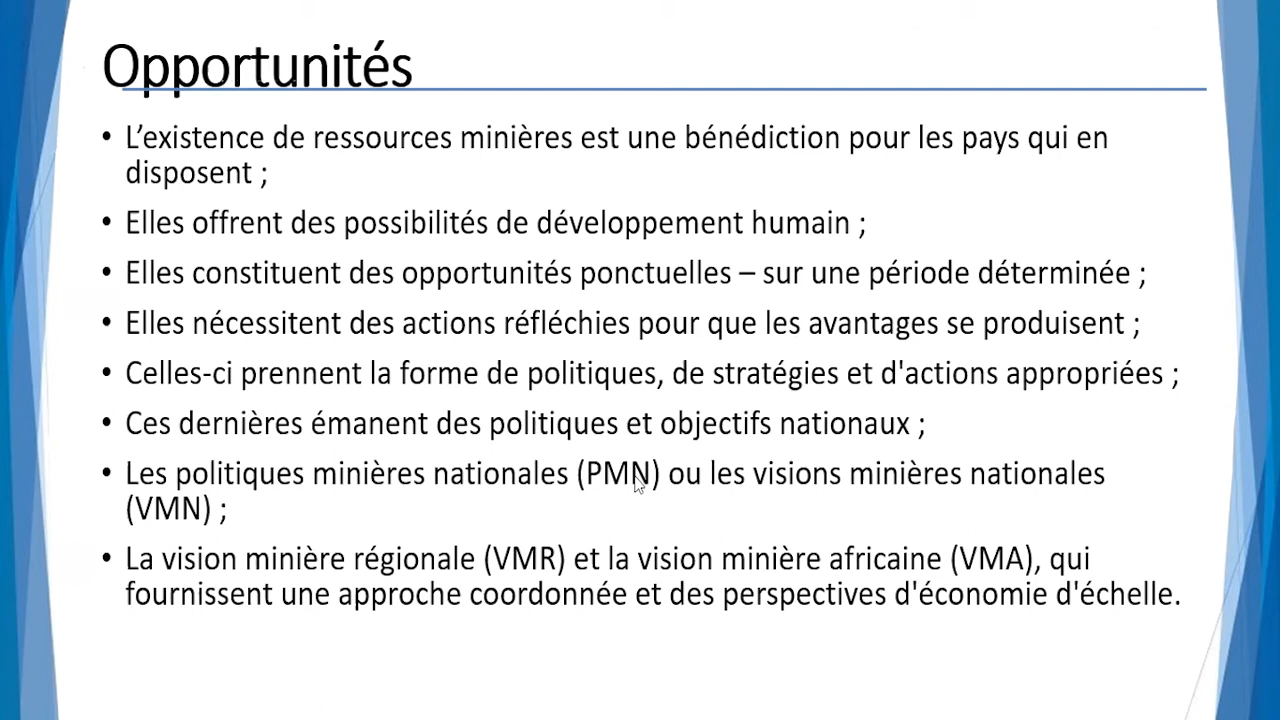 Opportunités
• L’existence de ressources minières est une bénédiction pour les pays qui en
disposent ;
• Elles offrent des possibilités de développement humain ;
• Elles constituent des opportunités ponctuelles – sur une période déterminée ;
• Elles nécessitent des actions réfléchies pour que les avantages se produisent ;
• Celles-ci prennent la forme de politiques, de stratégies et d'actions appropriées ;
• Ces dernières émanent des politiques et objectifs nationaux ;
• Les politiques minières nationales (PMN) ou les visions minières nationales
(VMN) ;
• La vision minière régionale (VMR) et la vision minière africaine (VMA), qui
fournissent une approche coordonnée et des perspectives d'économie d'échelle.